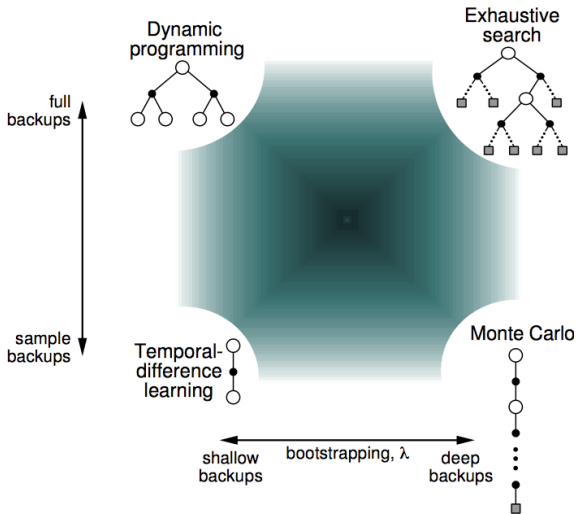 Dynamic
programming
Exhaustive
search
full
backups
sample
backups
Temporal-
difference
learning
Monte Carlo
bootstrapping, λ
shallow
backups
deep
backups